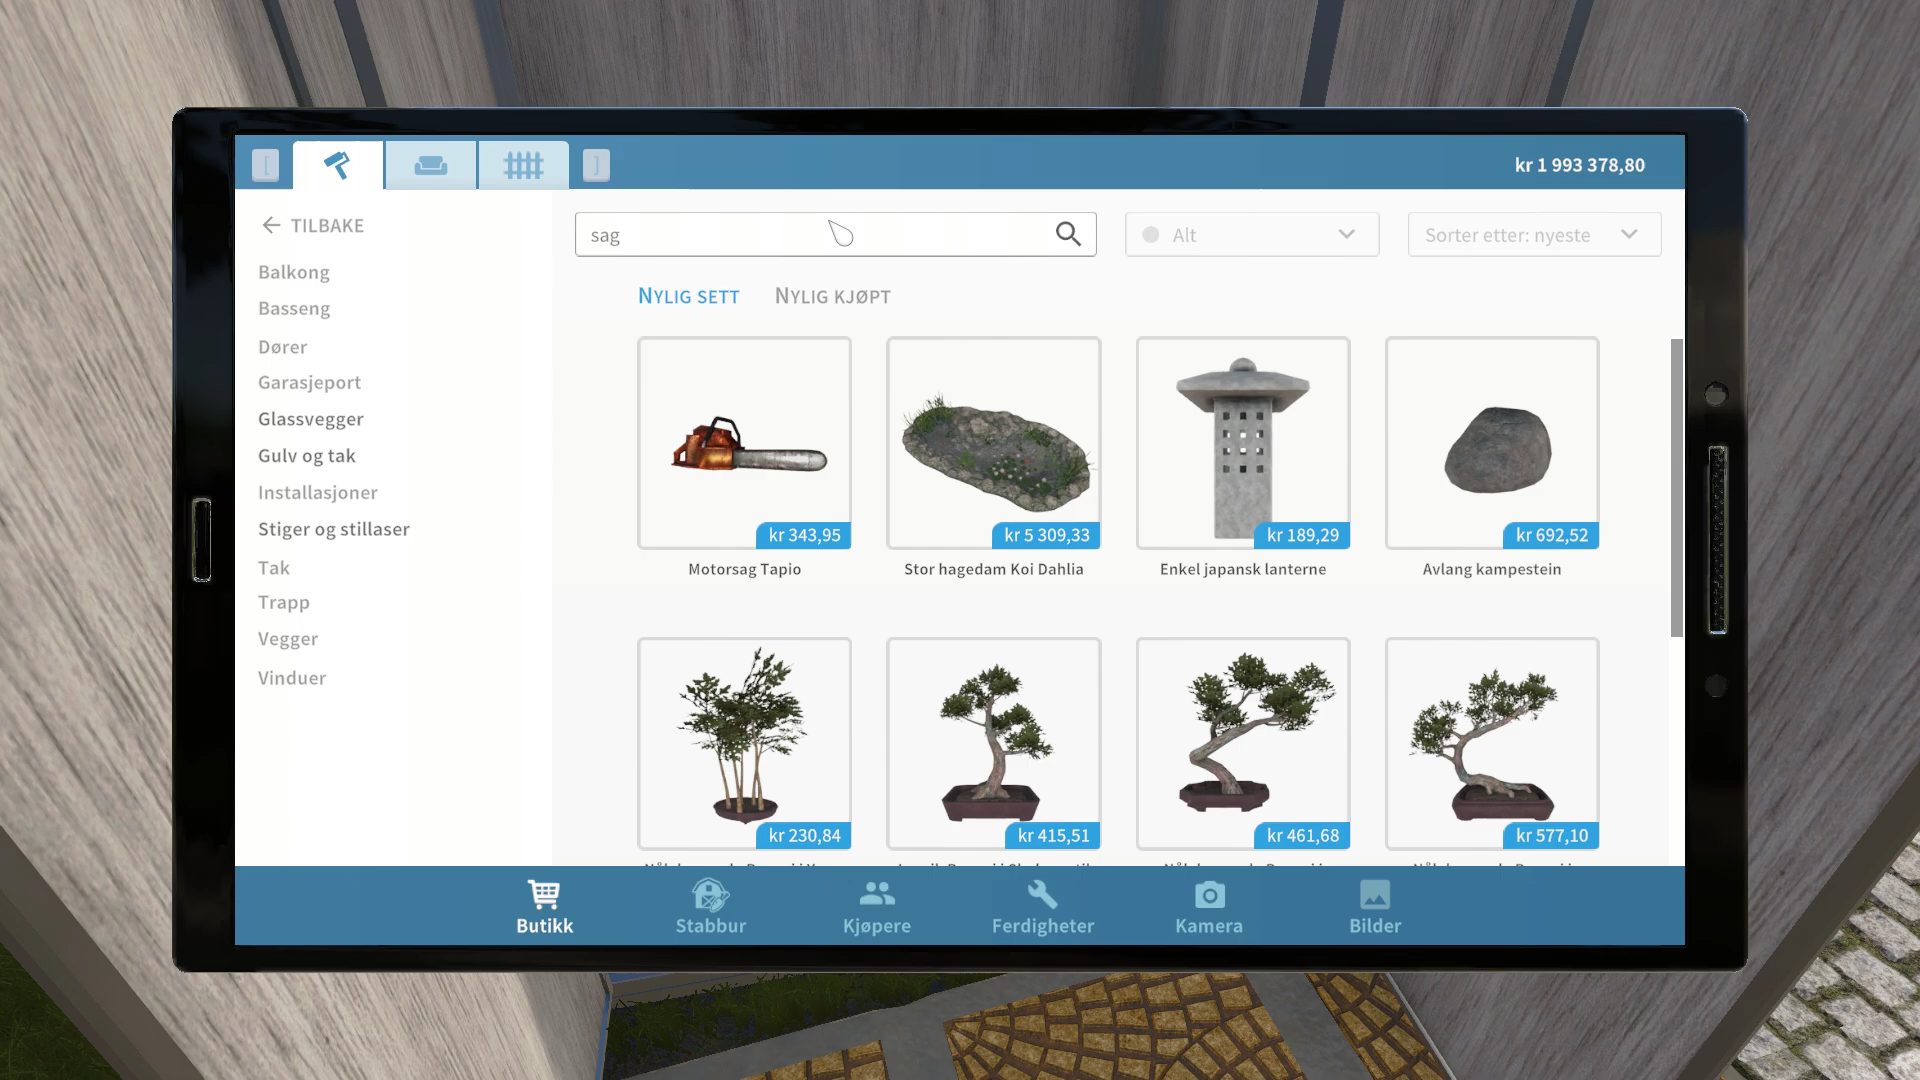 [
]
kr 1 993 378,80
TILBAKE
Balkong
Basseng
Dører
Garasjeport
Glassvegger
Gulv og tak
Installasjoner
Stiger og stillaser
Tak
Trapp
Vegger
Vinduer
sag
Alt
Sorter etter: nyeste
NYLIG SETT
NYLIG KJØPT
kr 343,95
kr 5 309,33
kr 189,29
kr 692,52
Motorsag Tapio
Stor hagedam Koi Dahlia
Enkel japansk lanterne
Avlang kampestein
kr 230,84
kr 415,51
kr 461,68
kr 577,10
Butikk
Stabbur
Kjøpere
Ferdigheter
Kamera
Bilder